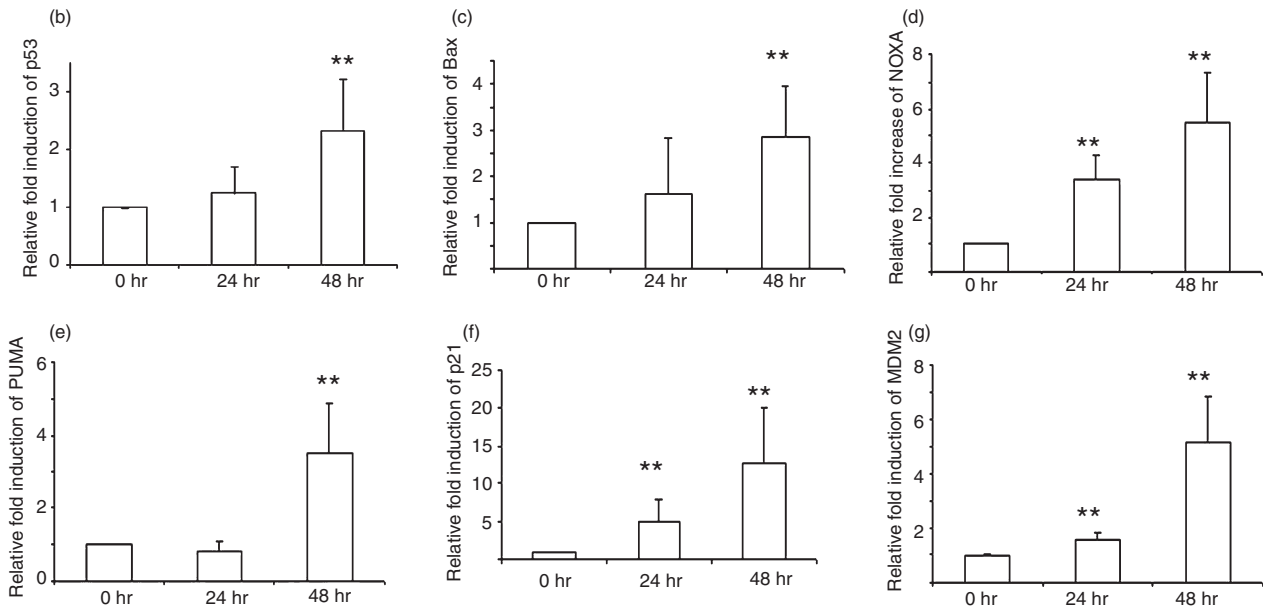 (b)
Relative fold induction of p53
3
2
1
0
**
0 hr 24 hr 48 hr
(c)
Relative fold induction of Bax
4
3
2
1
**
0 hr 24 hr 48 hr
(d)
Relative fold increase of NOXA
8
6
4
2
**
**
0 hr 24 hr 48 hr
(e)
Relative fold induction of PUMA
6
4
2
0
**
0 hr 24 hr 48 hr
(f)
Relative fold induction of p21
25
20
15
10
5
**
**
0 hr 24 hr 48 hr
(g)
Relative fold induction of MDM2
8
6
4
2
**
**
0 hr 24 hr 48 hr